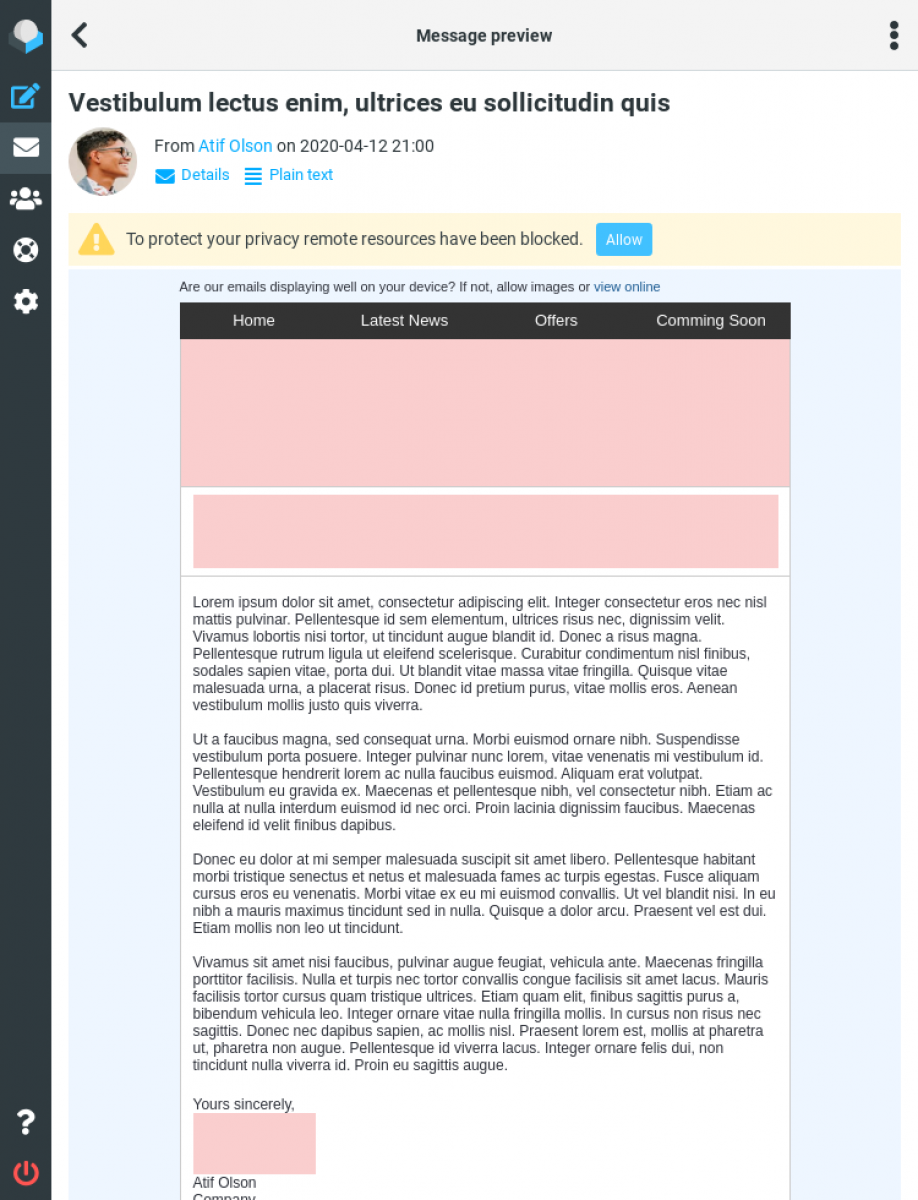 Message preview
Vestibulum lectus enim, ultrices eu sollicitudin quis
From Atif Olson on 2020-04-12 21:00
Details Plain text
To protect your privacy remote resources have been blocked. Allow
Are our emails displaying well on your device? If not, allow images or view online
Home Latest News Offers Comming Soon
Lorem ipsum dolor sit amet, consectetur adipiscing elit. Integer consectetur eros nec nisl
mattis pulvinar. Pellentesque id sem elementum, ultrices risus nec, dignissim velit.
Vivamus lobortis nisi tortor, ut tincidunt augue blandit id. Donec a risus magna.
Pellentesque rutrum ligula ut eleifend scelerisque. Curabitur condimentum nisl finibus,
sodales sapien vitae, porta dui. Ut blandit vitae massa vitae fringilla. Quisque vitae
malesuada urna, a placerat risus. Donec id pretium purus, vitae mollis eros. Aenean
vestibulum mollis justo quis viverra.
Ut a faucibus magna, sed consequat urna. Morbi euismod ornare nibh. Suspendisse
vestibulum porta posuere. Integer pulvinar nunc lorem, vitae venenatis mi vestibulum id.
Pellentesque hendrerit lorem ac nulla faucibus euismod. Aliquam erat volutpat.
Vestibulum eu gravida ex. Maecenas et pellentesque nibh, vel consectetur nibh. Etiam ac
nulla at nulla interdum euismod id nec orci. Proin lacinia dignissim faucibus. Maecenas
eleifend id velit finibus dapibus.
Donec eu dolor at mi semper malesuada suscipit sit amet libero. Pellentesque habitant
morbi tristique senectus et netus et malesuada fames ac turpis egestas. Fusce aliquam
cursus eros eu venenatis. Morbi vitae ex eu mi euismod convallis. Ut vel blandit nisi. In eu
nibh a mauris maximus tincidunt sed in nulla. Quisque a dolor arcu. Praesent vel est dui.
Etiam mollis non leo ut tincidunt.
Vivamus sit amet nisi faucibus, pulvinar augue feugiat, vehicula ante. Maecenas fringilla
porttitor facilisis. Nulla et turpis nec tortor convallis congue facilisis sit amet lacus. Mauris
facilisis tortor cursus quam tristique ultrices. Etiam quam elit, finibus sagittis purus a,
bibendum vehicula leo. Integer ornare vitae nulla fringilla mollis. In cursus non risus nec
sagittis. Donec nec dapibus sapien, ac mollis nisl. Praesent lorem est, mollis at pharetra
ut, pharetra non augue. Pellentesque id viverra lacus. Integer ornare felis dui, non
tincidunt nulla viverra id. Proin eu sagittis augue.
Yours sincerely,
Atif Olson
Company